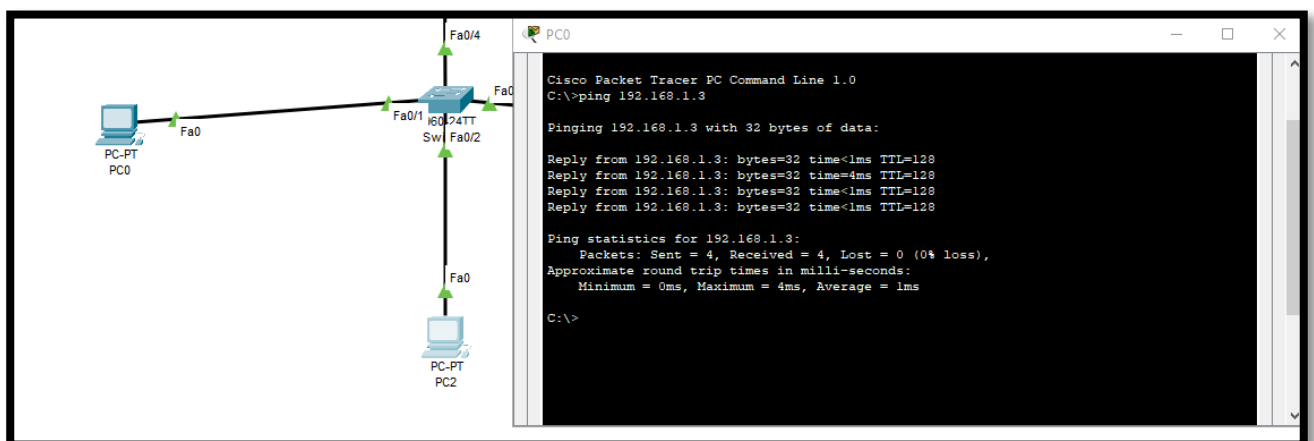 Fa0/4
Fa0
Fa0/1
Fa0
Swi Fa0/2
PC-PT
PC0
Fa0
PC-PT
PC2
PC0
Cisco Packet Tracer PC Command Line 1.0
C:\>ping 192.168.1.3
Pinging 192.168.1.3 with 32 bytes of data:
Reply from 192.168.1.3: bytes=32 time<1ms TTL=128
Reply from 192.168.1.3: bytes=32 time=4ms TTL=128
Reply from 192.168.1.3: bytes=32 time<1ms TTL=128
Reply from 192.168.1.3: bytes=32 time<1ms TTL=128
Ping statistics for 192.168.1.3:
Packets: Sent = 4, Received = 4, Lost = 0 (0% loss),
Approximate round trip times in milli-seconds:
Minimum = 0ms, Maximum = 4ms, Average = 1ms
C:\>